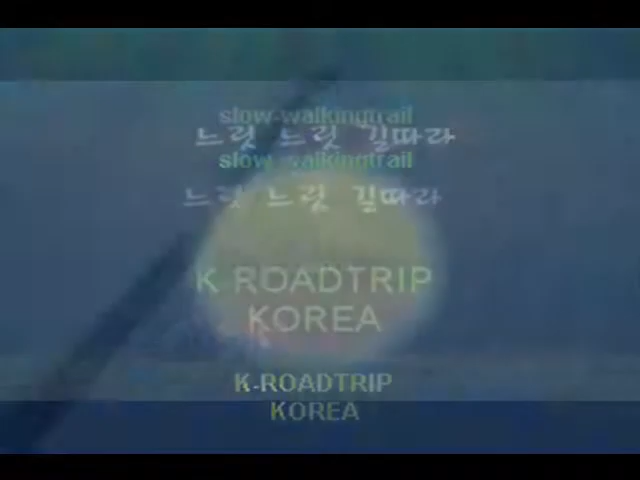 slow-walkingtrail
느릿 느릿 길따라
slow-walkingtrail
느릿 느릿 길따라
K ROADTRIP
KOREA
K-ROADTRIP
KOREA